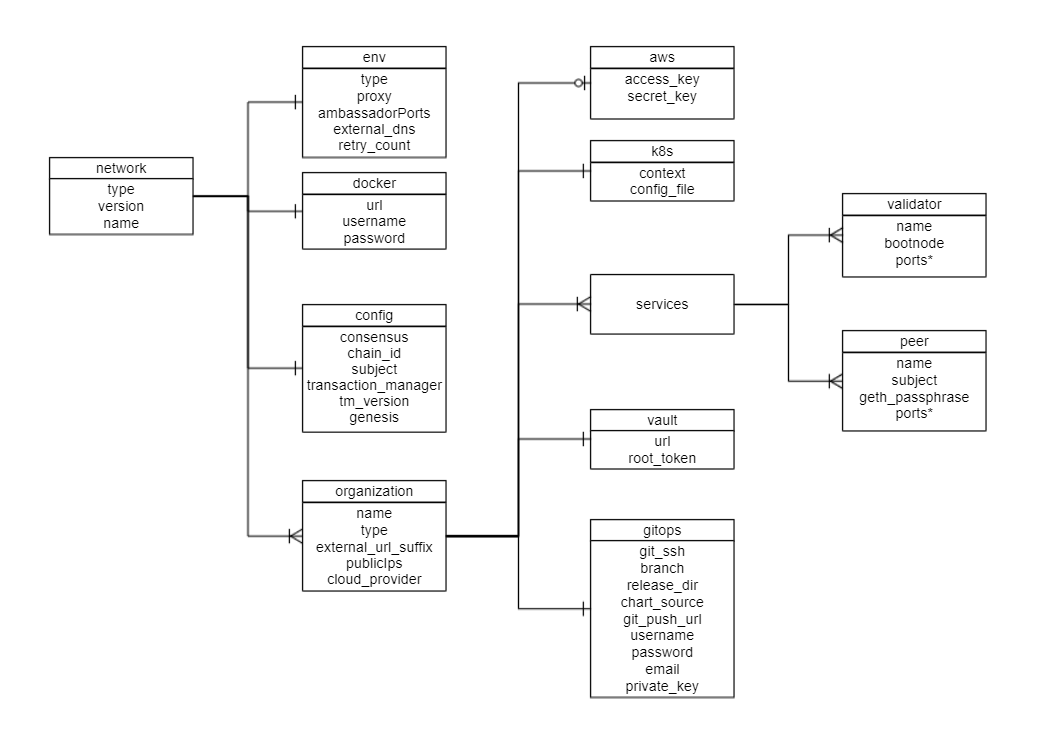 network
type
version
name
env
type
proxy
ambassadorPorts
external_dns
retry_count
docker
url
username
password
config
consensus
chain_id
subject
transaction_manager
tm_version
genesis
organization
name
type
external_url_suffix
publicIps
cloud_provider
aws
access_key
secret_key
k8s
context
config_file
services
vault
url
root_token
gitops
git_ssh
branch
release_dir
chart_source
git_push_url
username
password
email
private_key
validator
name
bootnode
ports*
peer
name
subject
geth_passphrase
ports*